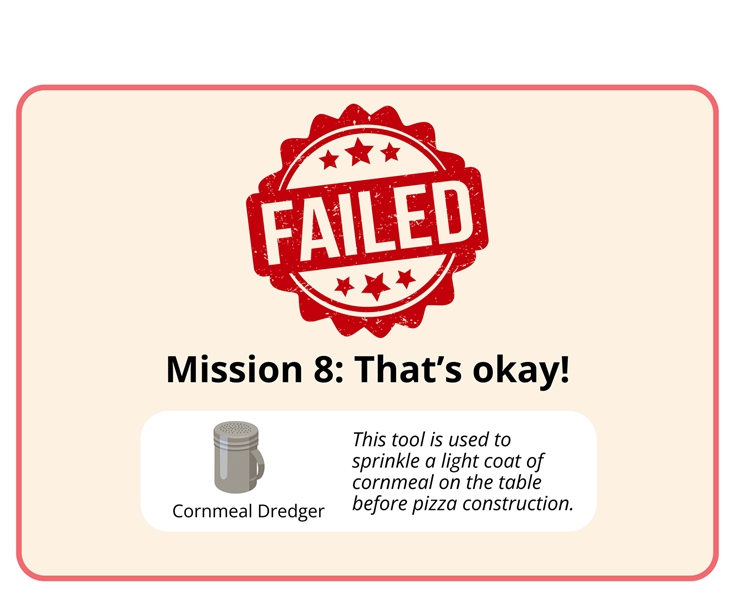 FAILED
Mission 8: That’s okay!
This tool is used to
sprinkle a light coat of
cornmeal on the table
before pizza construction.
Cornmeal Dredger